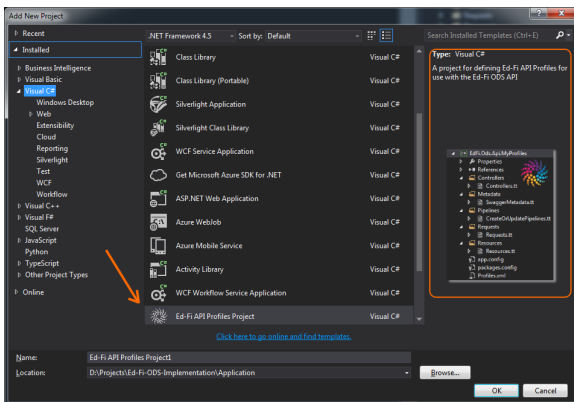 Add New Project
Recent
.NET Framework 4.5
Sort by: Default
Search Installed Templates (Ctrl+E)
Installed
Business Intelligence
Visual Basic
Visual C#
Windows Desktop
Web
Extensibility
Cloud
Reporting
Silverlight
Test
WCF
Workflow
Visual C++
Visual F#
SQL Server
JavaScript
Python
TypeScript
Other Project Types
Online
Class Library Visual C#
Class Library (Portable) Visual C#
Silverlight Application Visual C#
Silverlight Class Library Visual C#
WCF Service Application Visual C#
Get Microsoft Azure SDK for .NET Visual C#
ASP.NET Web Application Visual C#
Azure WebJob Visual C#
Azure Mobile Service Visual C#
Activity Library Visual C#
WCF Workflow Service Application Visual C#
Ed-Fi API Profiles Project Visual C#
Click here to go online and find templates.
Type: Visual C#
A project for defining Ed-Fi API Profiles for
use with the Ed-Fi ODS API
EdFi.Ods.Api.MyProfiles
Properties
References
Controllers
Controllers.tt
Metadata
SwaggerMetadata.tt
Pipelines
CreateOrUpdatePipelines.tt
Requests
Requests.tt
Resources
Resources.tt
app.config
packages.config
Profiles.xml
Name: Ed-Fi API Profiles Project1
Location: D:\Projects\Ed-Fi-ODS-Implementation\Application
Browse...
OK Cancel